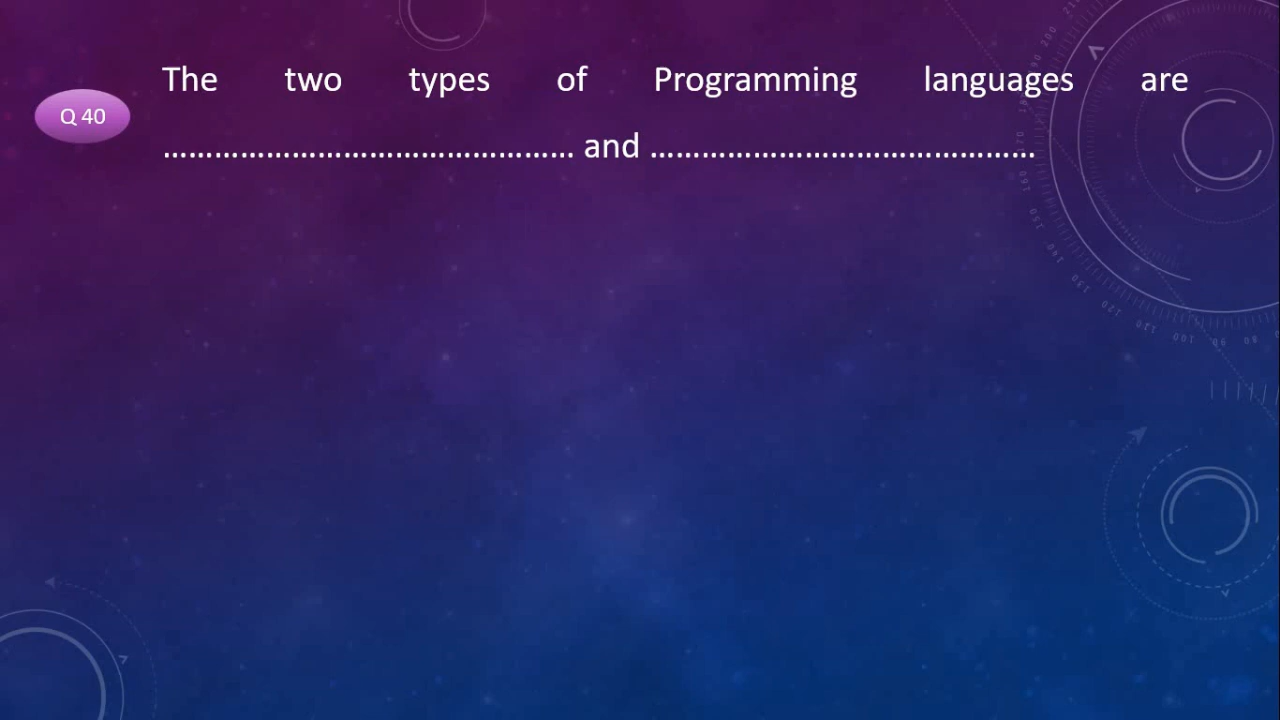 The two types of Programming languages are
Q 40
................................................ and .............................................